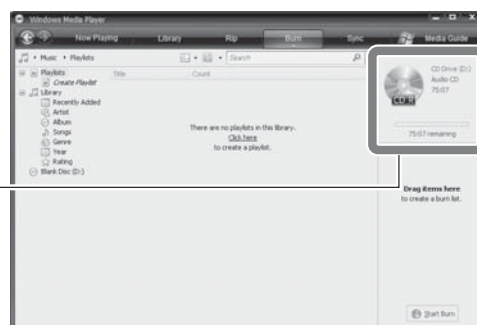 Windows Media Player
Now Playing Library Rip Burn Sync Media Guide
Music Playlists Search
Playlists
Create Playlist
Library
Recently Added
Artist
Album
Songs
Genre
Year
Rating
Blank Disc (D:)
Title Count
There are no playlists in this library.
Click here
to create a playlist.
CD Drive (D:)
Audio CD
75:07
CD-R
75:07 remaining
Drag items here
to create a burn list.
Start Burn